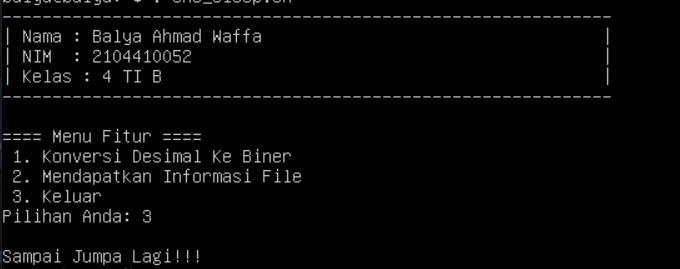 -------------------------------------------------------------
| Nama : Balya Ahmad Waffa |
| NIM  : 2104410052 |
| Kelas : 4 TI B |
-------------------------------------------------------------
==== Menu Fitur ====
1. Konversi Desimal Ke Biner
2. Mendapatkan Informasi File
3. Keluar
Pilihan Anda: 3
Sampai Jumpa Lagi!!!